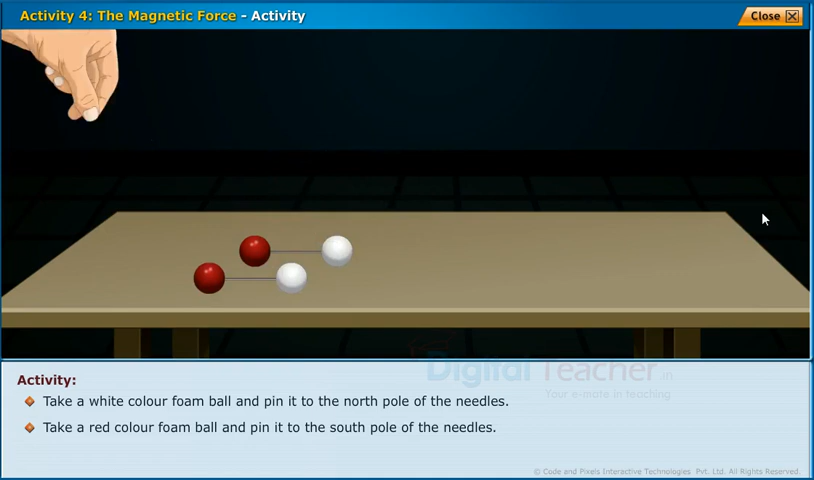 Activity 4: The Magnetic Force - Activity
Close
Activity:
Take a white colour foam ball and pin it to the north pole of the needles.
Take a red colour foam ball and pin it to the south pole of the needles.
Digital Teacher.in
Your e-mate in teaching
© Code and Pixels Interactive Technologies Pvt. Ltd. All Rights Reserved.